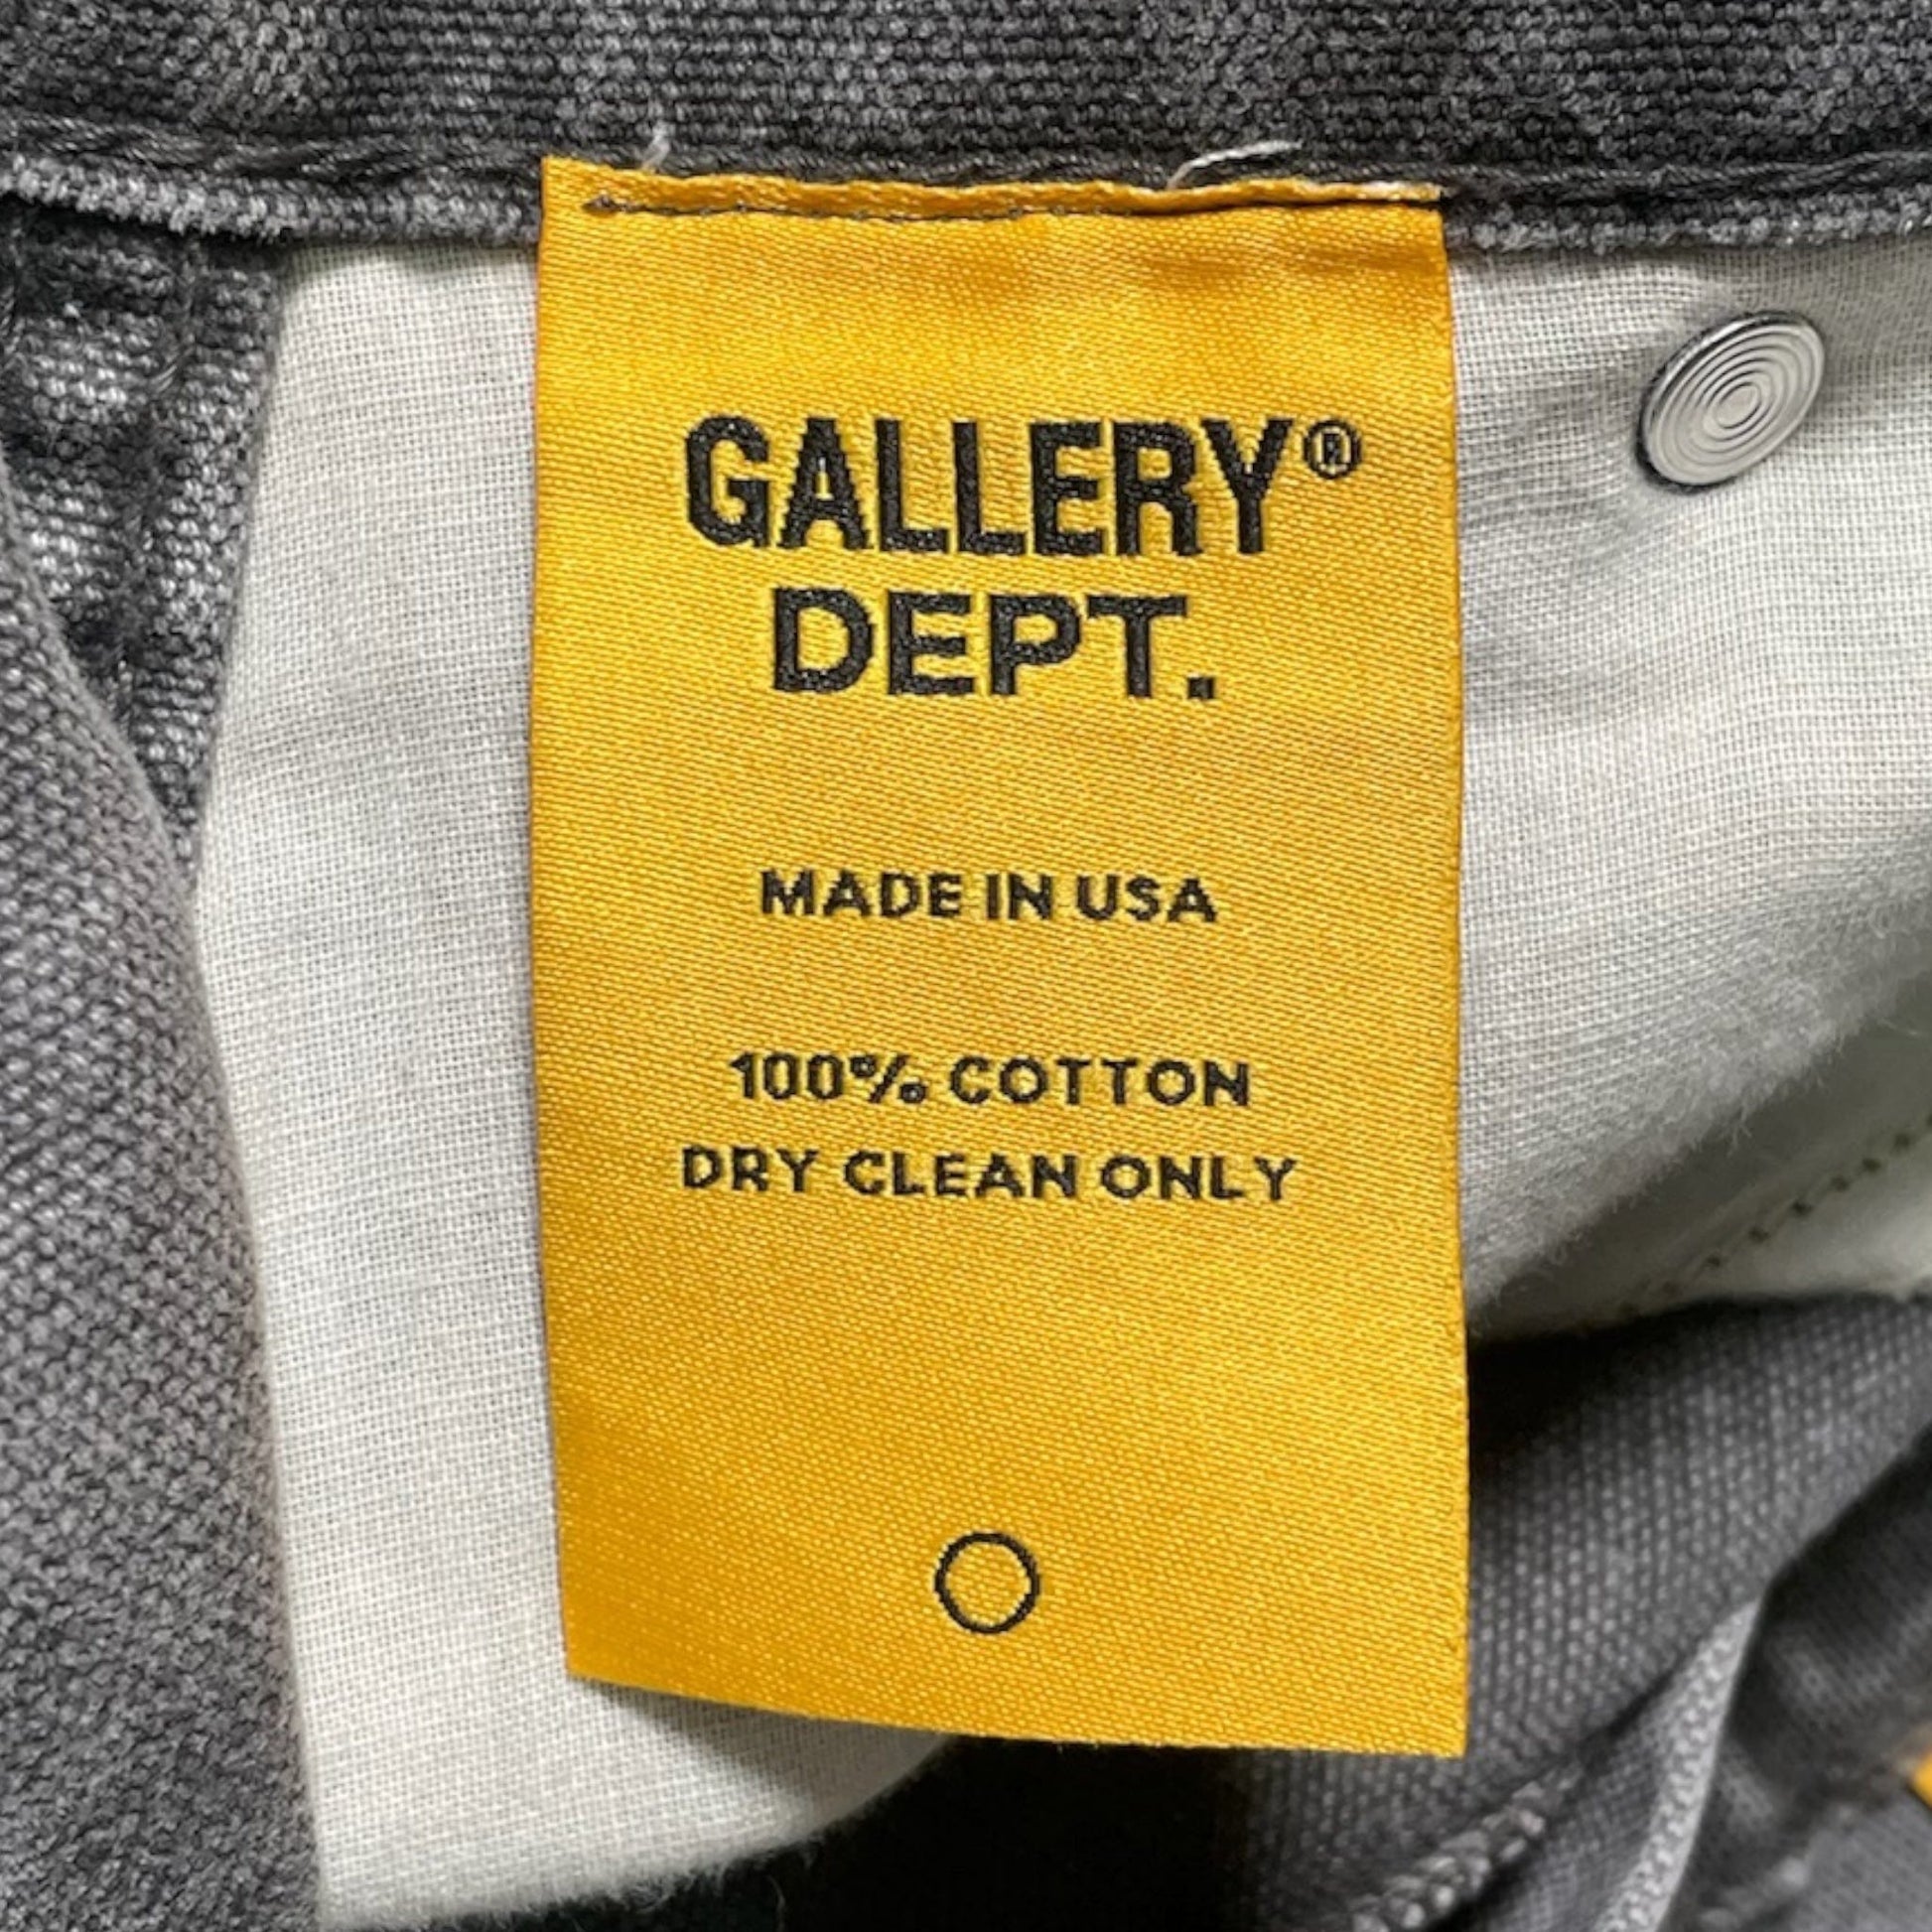 GALLERY®
DEPT.
MADE IN USA
100% COTTON
DRY CLEAN ONLY